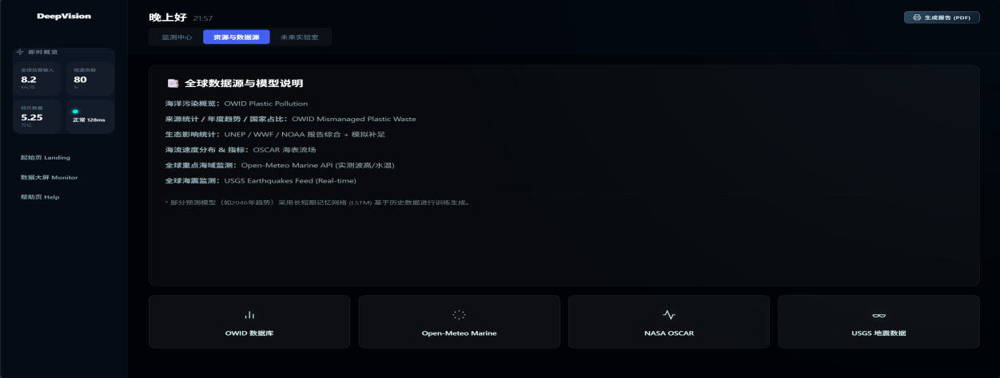 DeepVision
即时概览
全球估算输入
8.2
Mt/年
陆源贡献
80
%
碎片数量
5.25
万亿
正常 128ms
起始页 Landing
数据大屏 Monitor
帮助页 Help
晚上好 21:57
生成报告 (PDF)
监测中心 资源与数据源 未来实验室
全球数据源与模型说明
海洋污染概览：OWID Plastic Pollution
来源统计 / 年度趋势 / 国家占比：OWID Mismanaged Plastic Waste
生态影响统计：UNEP / WWF / NOAA 报告综合 + 模拟补足
海流速度分布 & 指标：OSCAR 海表流场
全球重点海域监测：Open-Meteo Marine API (实测波高/水温)
全球海震监测：USGS Earthquakes Feed (Real-time)
* 部分预测模型（如2046年趋势）采用长短期记忆网络 (LSTM) 基于历史数据进行训练生成。
OWID 数据库
Open-Meteo Marine
NASA OSCAR
USGS 地震数据